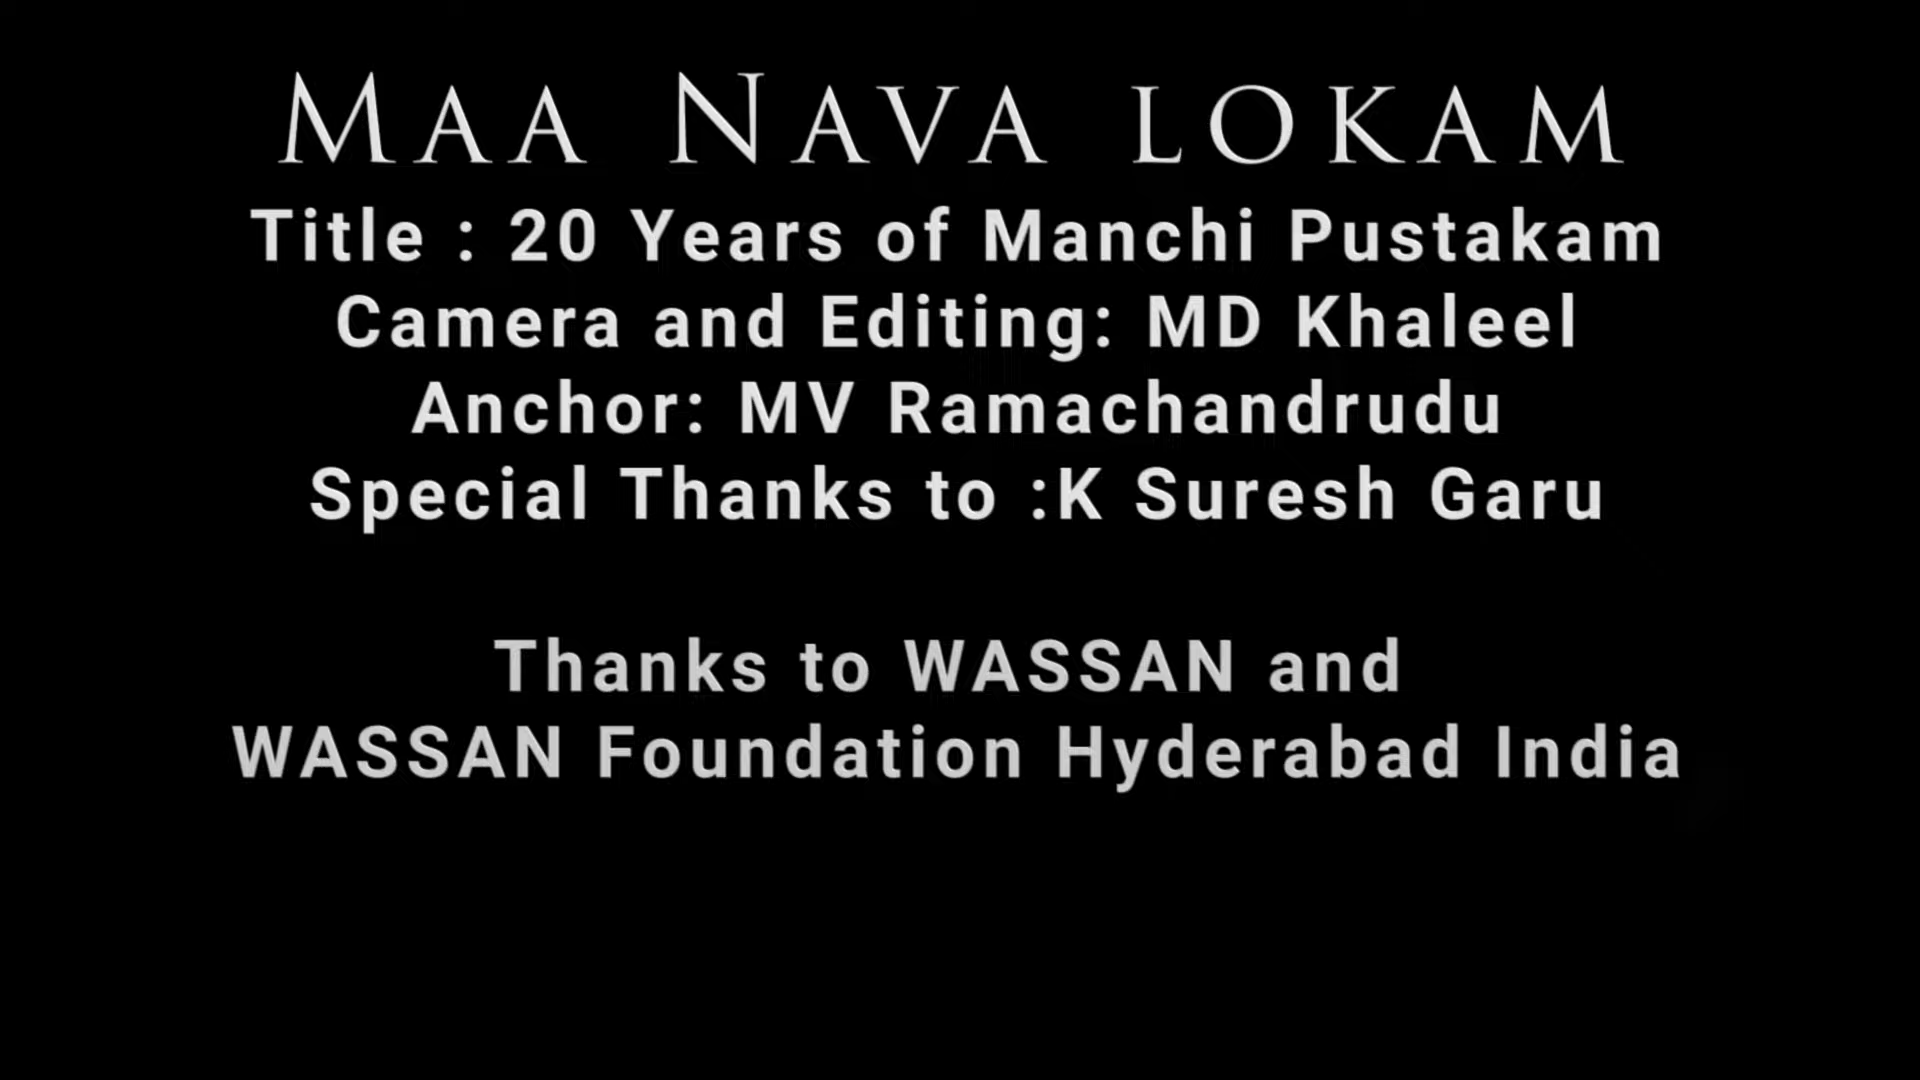 Maa Nava lokam
Title : 20 Years of Manchi Pustakam
Camera and Editing: MD Khaleel
Anchor: MV Ramachandrudu
Special Thanks to :K Suresh Garu
Thanks to WASSAN and
WASSAN Foundation Hyderabad India